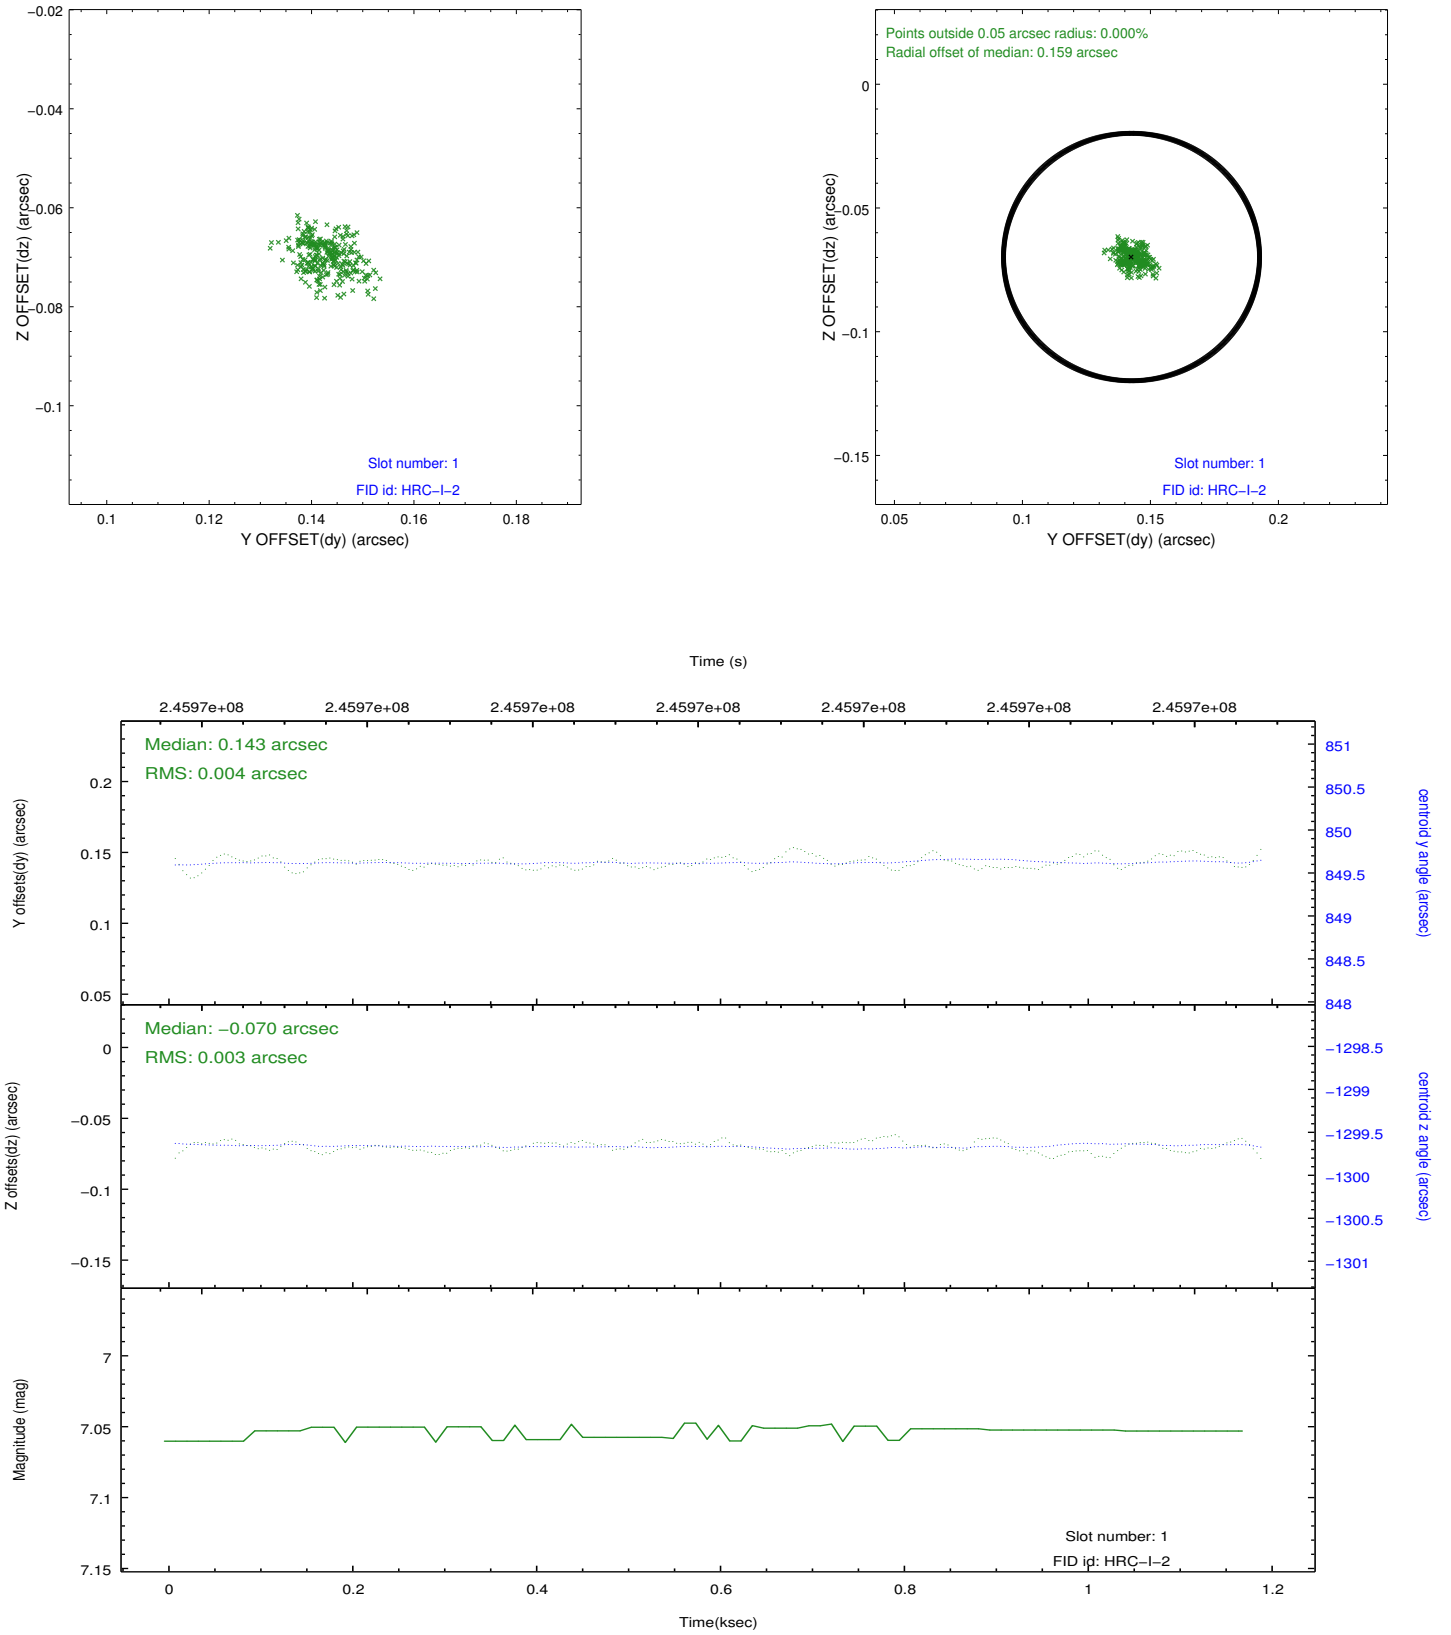 −0.02
−0.04
−0.06
−0.08
−0.1
Z OFFSET(dz) (arcsec)
Slot number: 1
FID id: HRC−I−2
0.1
0.12
0.14
0.16
0.18
Y OFFSET(dy) (arcsec)
Points outside 0.05 arcsec radius: 0.000%
Radial offset of median: 0.159 arcsec
0
−0.05
−0.1
−0.15
Z OFFSET(dz) (arcsec)
Slot number: 1
FID id: HRC−I−2
0.05
0.1
0.15
0.2
Y OFFSET(dy) (arcsec)
Time (s)
2.4597e+08
2.4597e+08
2.4597e+08
2.4597e+08
2.4597e+08
2.4597e+08
2.4597e+08
Median: 0.143 arcsec
RMS: 0.004 arcsec
0.2
0.15
0.1
0.05
Y offsets(dy) (arcsec)
851
850.5
850
849.5
849
848.5
848
centroid y angle (arcsec)
Median: −0.070 arcsec
RMS: 0.003 arcsec
0
−0.05
−0.1
−0.15
Z offsets(dz) (arcsec)
−1298.5
−1299
−1299.5
−1300
−1300.5
−1301
centroid z angle (arcsec)
7
7.05
7.1
7.15
Magnitude (mag)
Slot number: 1
FID id: HRC−I−2
0
0.2
0.4
0.6
0.8
1
1.2
Time(ksec)